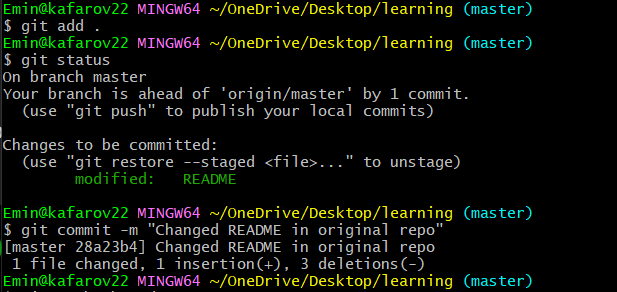 Emin@kafarov22 MINGW64 ~/OneDrive/Desktop/learning (master)
$ git add .
Emin@kafarov22 MINGW64 ~/OneDrive/Desktop/learning (master)
$ git status
On branch master
Your branch is ahead of 'origin/master' by 1 commit.
  (use "git push" to publish your local commits)

Changes to be committed:
  (use "git restore --staged <file>..." to unstage)
        modified:   README

Emin@kafarov22 MINGW64 ~/OneDrive/Desktop/learning (master)
$ git commit -m "Changed README in original repo"
[master 28a23b4] Changed README in original repo
 1 file changed, 1 insertion(+), 3 deletions(-)
Emin@kafarov22 MINGW64 ~/OneDrive/Desktop/learning (master)